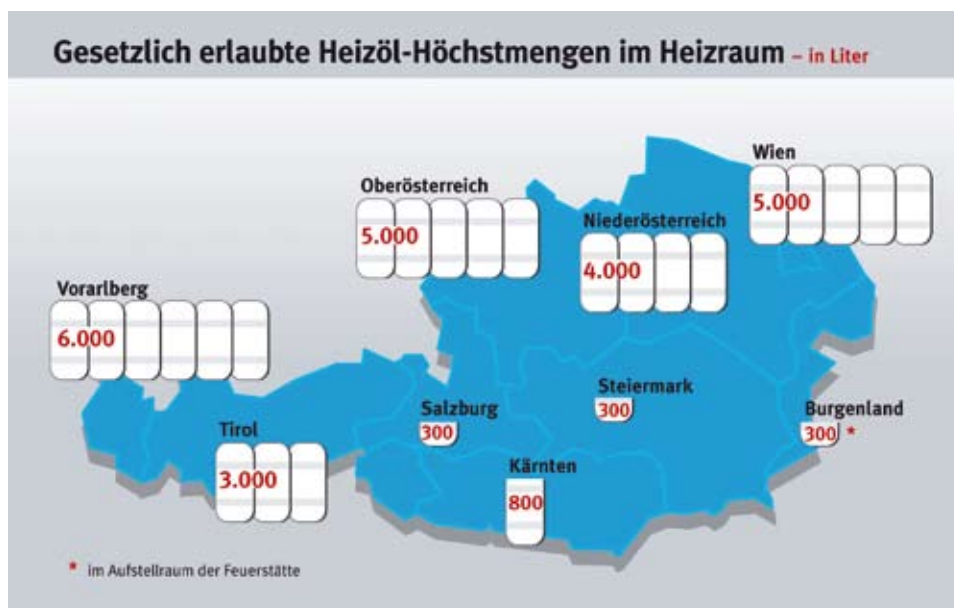 Gesetzlich erlaubte Heizöl-Höchstmengen im Heizraum – in Liter
Wien
5.000
Oberösterreich
5.000
Niederösterreich
4.000
Vorarlberg
6.000
Steiermark
300
Salzburg
300
Burgenland
300 *
Tirol
3.000
Kärnten
800
* im Aufstellraum der Feuerstätte